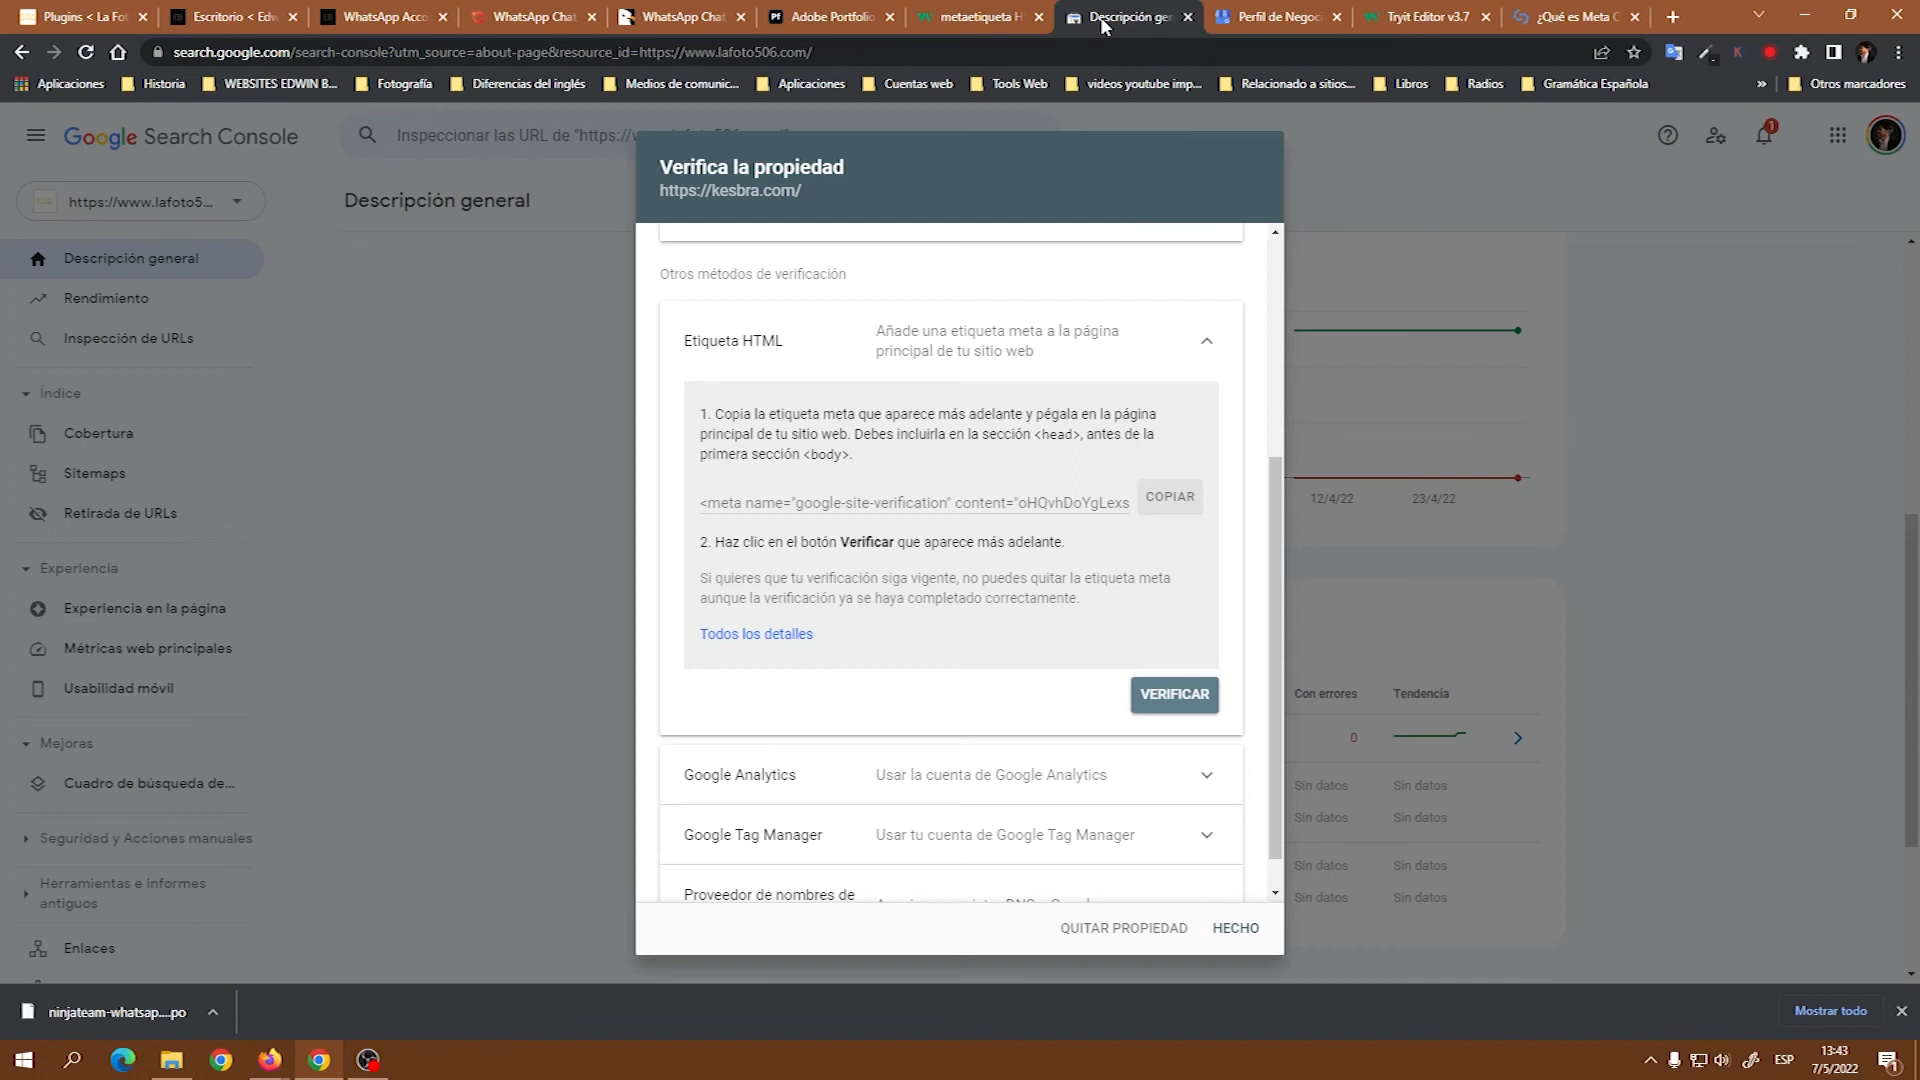 Plugins < La Fo
Escritorio < Edw
WhatsApp Acco
WhatsApp Chat
WhatsApp Chat
Adobe Portfolio
metaetiqueta H
Descripción gen
Perfil de Negoc
Tryit Editor v3.7
¿Qué es Meta C
search.google.com/search-console?utm_source=about-page&resource_id=https://www.lafoto506.com/
Aplicaciones
Historia
WEBSITES EDWIN B...
Fotografía
Diferencias del inglés
Medios de comunic...
Aplicaciones
Cuentas web
Tools Web
videos youtube imp...
Relacionado a sitios...
Libros
Radios
Gramática Española
»
Otros marcadores
Google Search Console
Inspeccionar las URL de "https://w
1
https://www.lafoto5...
Descripción general
Descripción general
Rendimiento
Inspección de URLs
Índice
Cobertura
Sitemaps
Retirada de URLs
Experiencia
Experiencia en la página
Métricas web principales
Usabilidad móvil
Mejoras
Cuadro de búsqueda de...
Seguridad y Acciones manuales
Herramientas e informes
antiguos
Enlaces
Verifica la propiedad
https://kesbra.com/
Otros métodos de verificación
Etiqueta HTML
Añade una etiqueta meta a la página
principal de tu sitio web
1. Copia la etiqueta meta que aparece más adelante y pégala en la página
principal de tu sitio web. Debes incluirla en la sección <head>, antes de la
primera sección <body>.
<meta name="google-site-verification" content="oHQvhDoYgLexs
COPIAR
2. Haz clic en el botón Verificar que aparece más adelante.
Si quieres que tu verificación siga vigente, no puedes quitar la etiqueta meta
aunque la verificación ya se haya completado correctamente.
Todos los detalles
VERIFICAR
Google Analytics
Usar la cuenta de Google Analytics
Google Tag Manager
Usar tu cuenta de Google Tag Manager
Proveedor de nombres de
QUITAR PROPIEDAD
HECHO
12/4/22
23/4/22
Con errores
Tendencia
0
Sin datos
Sin datos
Sin datos
Sin datos
Sin datos
Sin datos
Sin datos
Sin datos
ninjateam-whatsap....po
Mostrar todo
ESP
13:43
7/5/2022
1